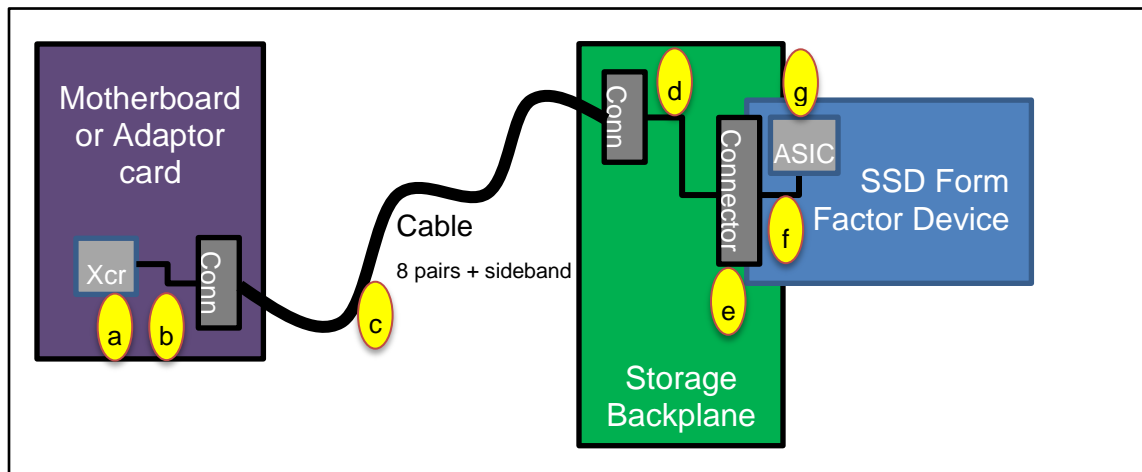 Motherboard
or Adaptor
card
Xcr
a
b
Conn
c
Cable
8 pairs + sideband
Conn
d
Connector
e
Storage
Backplane
g
ASIC
f
SSD Form
Factor Device